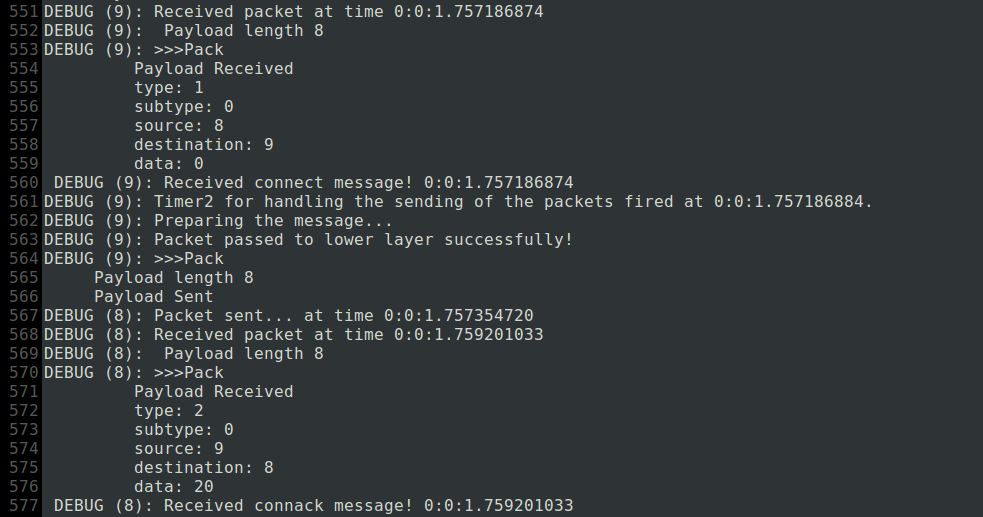 551 DEBUG (9): Received packet at time 0:0:1.757186874
552 DEBUG (9):  Payload length 8
553 DEBUG (9): >>>Pack
554          Payload Received
555          type: 1
556          subtype: 0
557          source: 8
558          destination: 9
559          data: 0
560  DEBUG (9): Received connect message! 0:0:1.757186874
561 DEBUG (9): Timer2 for handling the sending of the packets fired at 0:0:1.757186884.
562 DEBUG (9): Preparing the message...
563 DEBUG (9): Packet passed to lower layer successfully!
564 DEBUG (9): >>>Pack
565      Payload length 8
566      Payload Sent
567 DEBUG (8): Packet sent... at time 0:0:1.757354720
568 DEBUG (8): Received packet at time 0:0:1.759201033
569 DEBUG (8):  Payload length 8
570 DEBUG (8): >>>Pack
571          Payload Received
572          type: 2
573          subtype: 0
574          source: 9
575          destination: 8
576          data: 20
577  DEBUG (8): Received connack message! 0:0:1.759201033